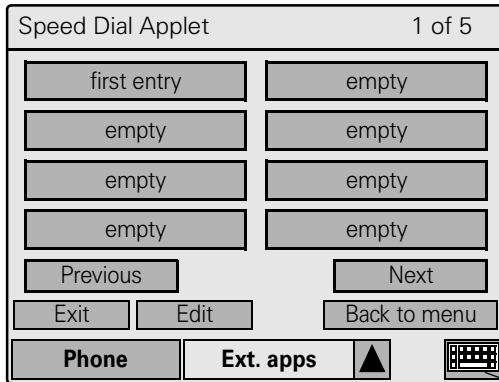 Speed Dial Applet 1 of 5
first entry empty
empty empty
empty empty
empty empty
Previous Next
Exit Edit Back to menu
Phone Ext. apps